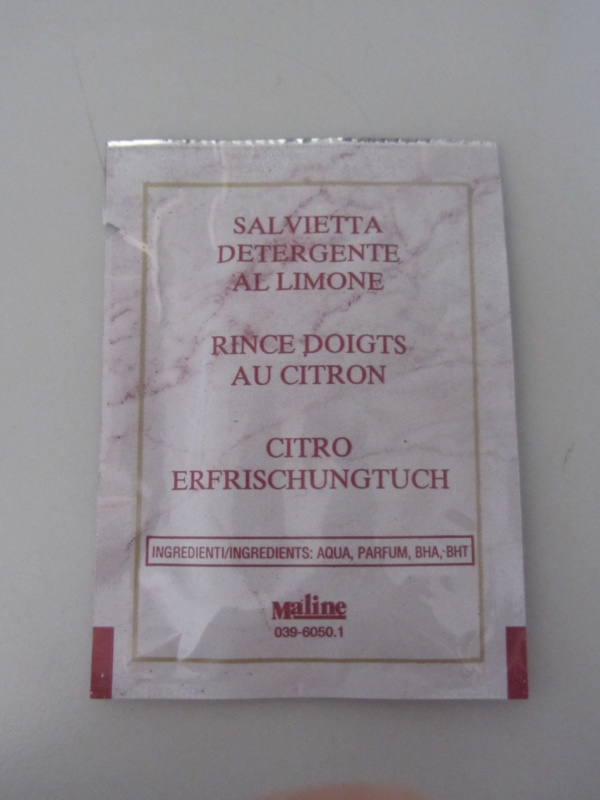 SALVIETTA
DETERGENTE
AL LIMONE
RINCE DOIGTS
AU CITRON
CITRO
ERFRISCHUNGTUCH
INGREDIENTI/INGREDIENTS: AQUA, PARFUM, BHA, BHT
Maline
039-6050.1